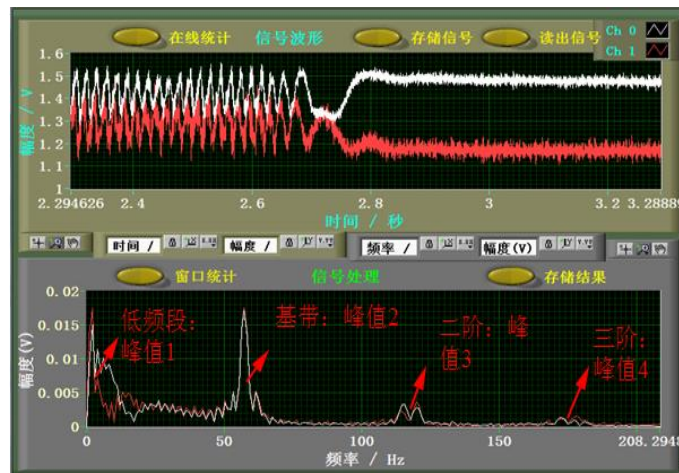 在线统计 信号波形 存储信号 读出信号 Ch 0
Ch 1
幅度 / V
1.6
1.5
1.4
1.3
1.2
1.1
1
2.294626 2.4 2.6 2.8 3 3.2 3.28889
时间 / 秒
时间 / 幅度 / 频率 / 幅度(V)
窗口统计 信号处理 存储结果
幅度(V)
0.02
0.015
0.01
0.005
0
低频段:
峰值1
基带: 峰值2
二阶: 峰
值3
三阶:
峰值4
0 50 100 150 208.2948
频率 / Hz